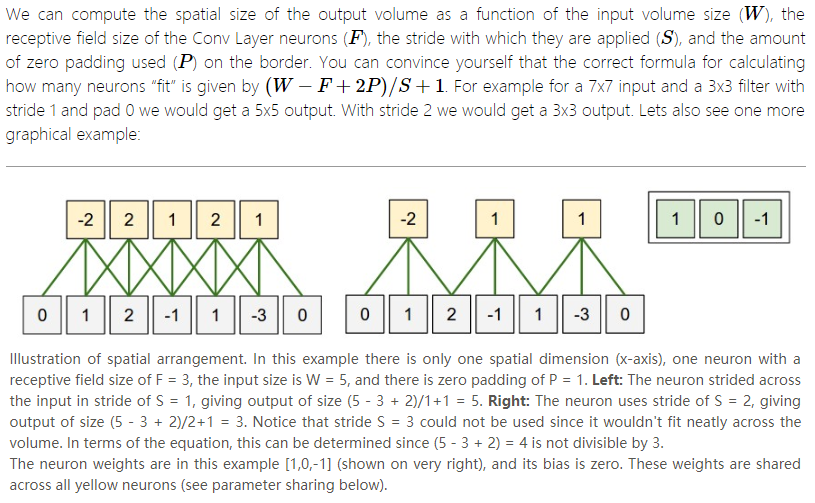 We can compute the spatial size of the output volume as a function of the input volume size (W), the
receptive field size of the Conv Layer neurons (F), the stride with which they are applied (S), and the amount
of zero padding used (P) on the border. You can convince yourself that the correct formula for calculating
how many neurons "fit" is given by (W − F + 2P)/S + 1. For example for a 7x7 input and a 3x3 filter with
stride 1 and pad 0 we would get a 5x5 output. With stride 2 we would get a 3x3 output. Lets also see one more
graphical example:
-2 2 1 2 1 -2 1 1 1 0 -1
0 1 2 -1 1 -3 0 0 1 2 -1 1 -3 0
Illustration of spatial arrangement. In this example there is only one spatial dimension (x-axis), one neuron with a
receptive field size of F = 3, the input size is W = 5, and there is zero padding of P = 1. Left: The neuron strided across
the input in stride of S = 1, giving output of size (5 - 3 + 2)/1+1 = 5. Right: The neuron uses stride of S = 2, giving
output of size (5 - 3 + 2)/2+1 = 3. Notice that stride S = 3 could not be used since it wouldn't fit neatly across the
volume. In terms of the equation, this can be determined since (5 - 3 + 2) = 4 is not divisible by 3.
The neuron weights are in this example [1,0,-1] (shown on very right), and its bias is zero. These weights are shared
across all yellow neurons (see parameter sharing below).